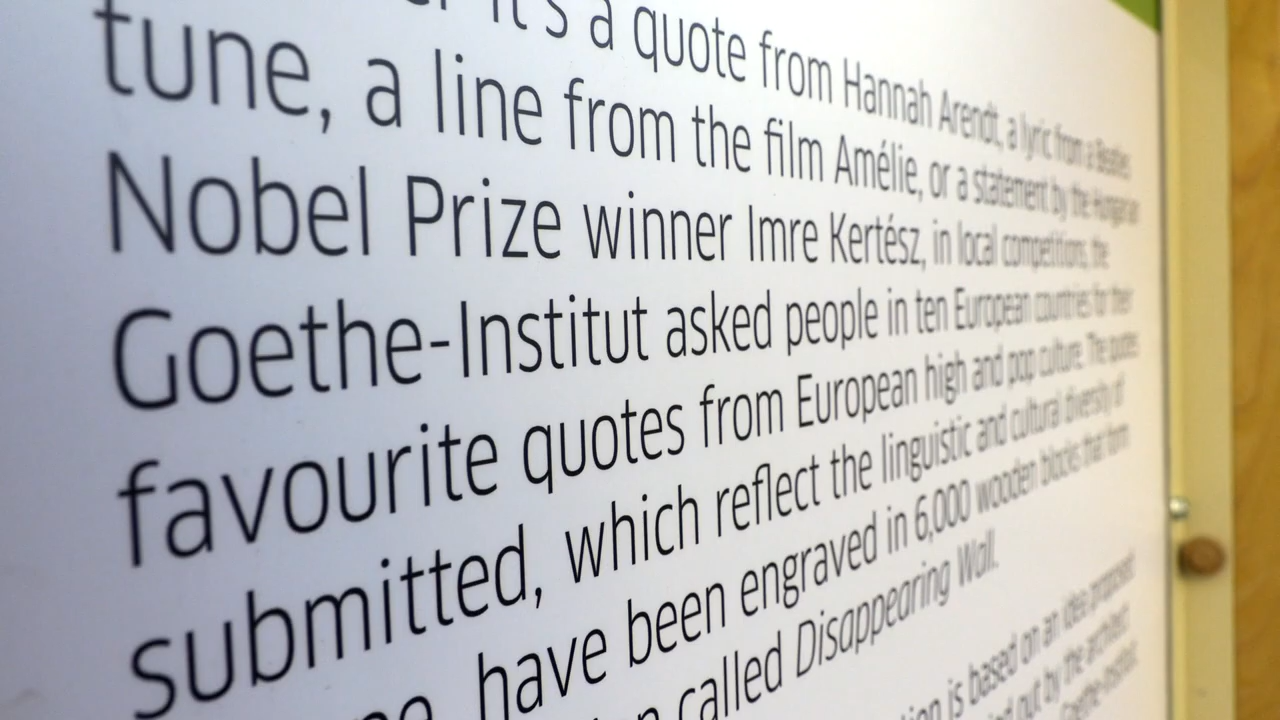 it's a quote from Hannah Arendt, a lyric from a Beatles
tune, a line from the film Amélie, or a statement by the Hungarian
Nobel Prize winner Imre Kertész, in local competitions, the
Goethe-Institut asked people in ten European countries for their
favourite quotes from European high and pop culture. The quotes
submitted, which reflect the linguistic and cultural diversity of
have been engraved in 6,000 wooden blocks that form
called Disappearing Wall.
is based on an idea proposed
out by the architect
Goethe-Institut.